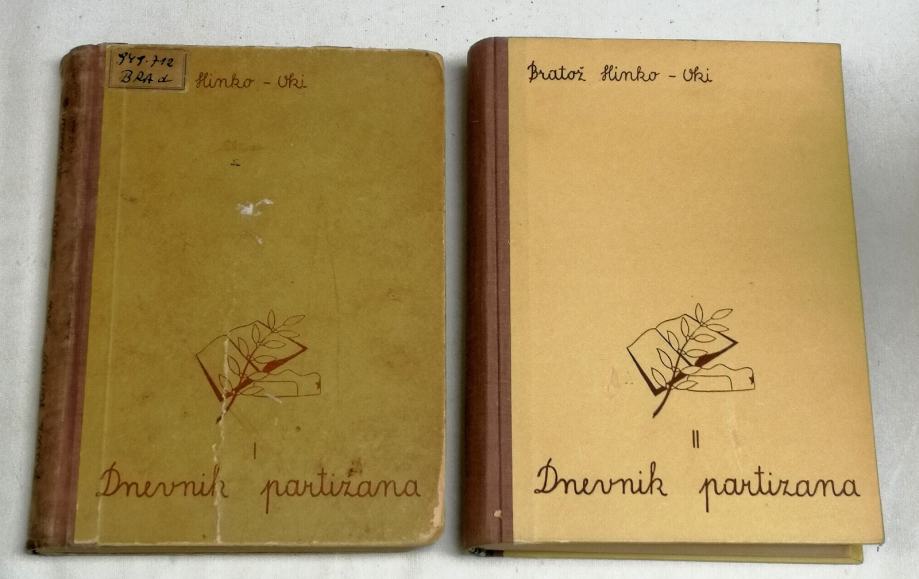 949.712
BRA d
Hinko - Oki
I
Dnevnik partizana
Bratož Hinko - Oki
II
Dnevnik partizana